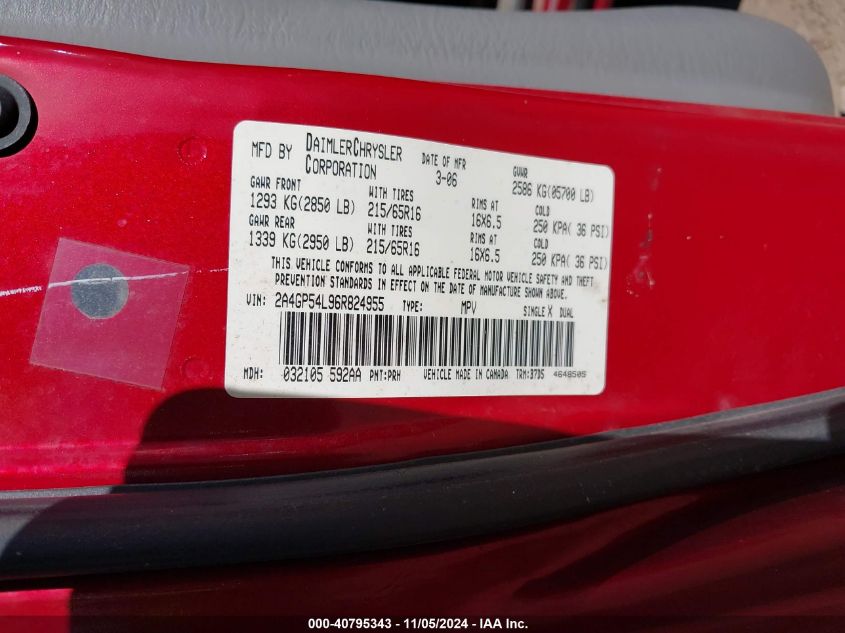 MFD BY DAIMLERCHRYSLER CORPORATION DATE OF MFR 3-06 GVWR 2586 KG(05700 LB)
GAWR FRONT WITH TIRES RIMS AT COLD
1293 KG(2850 LB) 215/65R16 16X6.5 250 KPA( 36 PSI)
GAWR REAR WITH TIRES RIMS AT COLD
1339 KG(2950 LB) 215/65R16 16X6.5 250 KPA( 36 PSI)
THIS VEHICLE CONFORMS TO ALL APPLICABLE FEDERAL MOTOR VEHICLE SAFETY AND THEFT
PREVENTION STANDARDS IN EFFECT ON THE DATE OF MANUFACTURE SHOWN ABOVE.
VIN: 2A4GP54L96R824955 TYPE: MPV SINGLE X DUAL
MDH: 032105 592AA PNT:PRH VEHICLE MADE IN CANADA TRM:B7D5 4648505
000-40795343 - 11/05/2024 - IAA Inc.